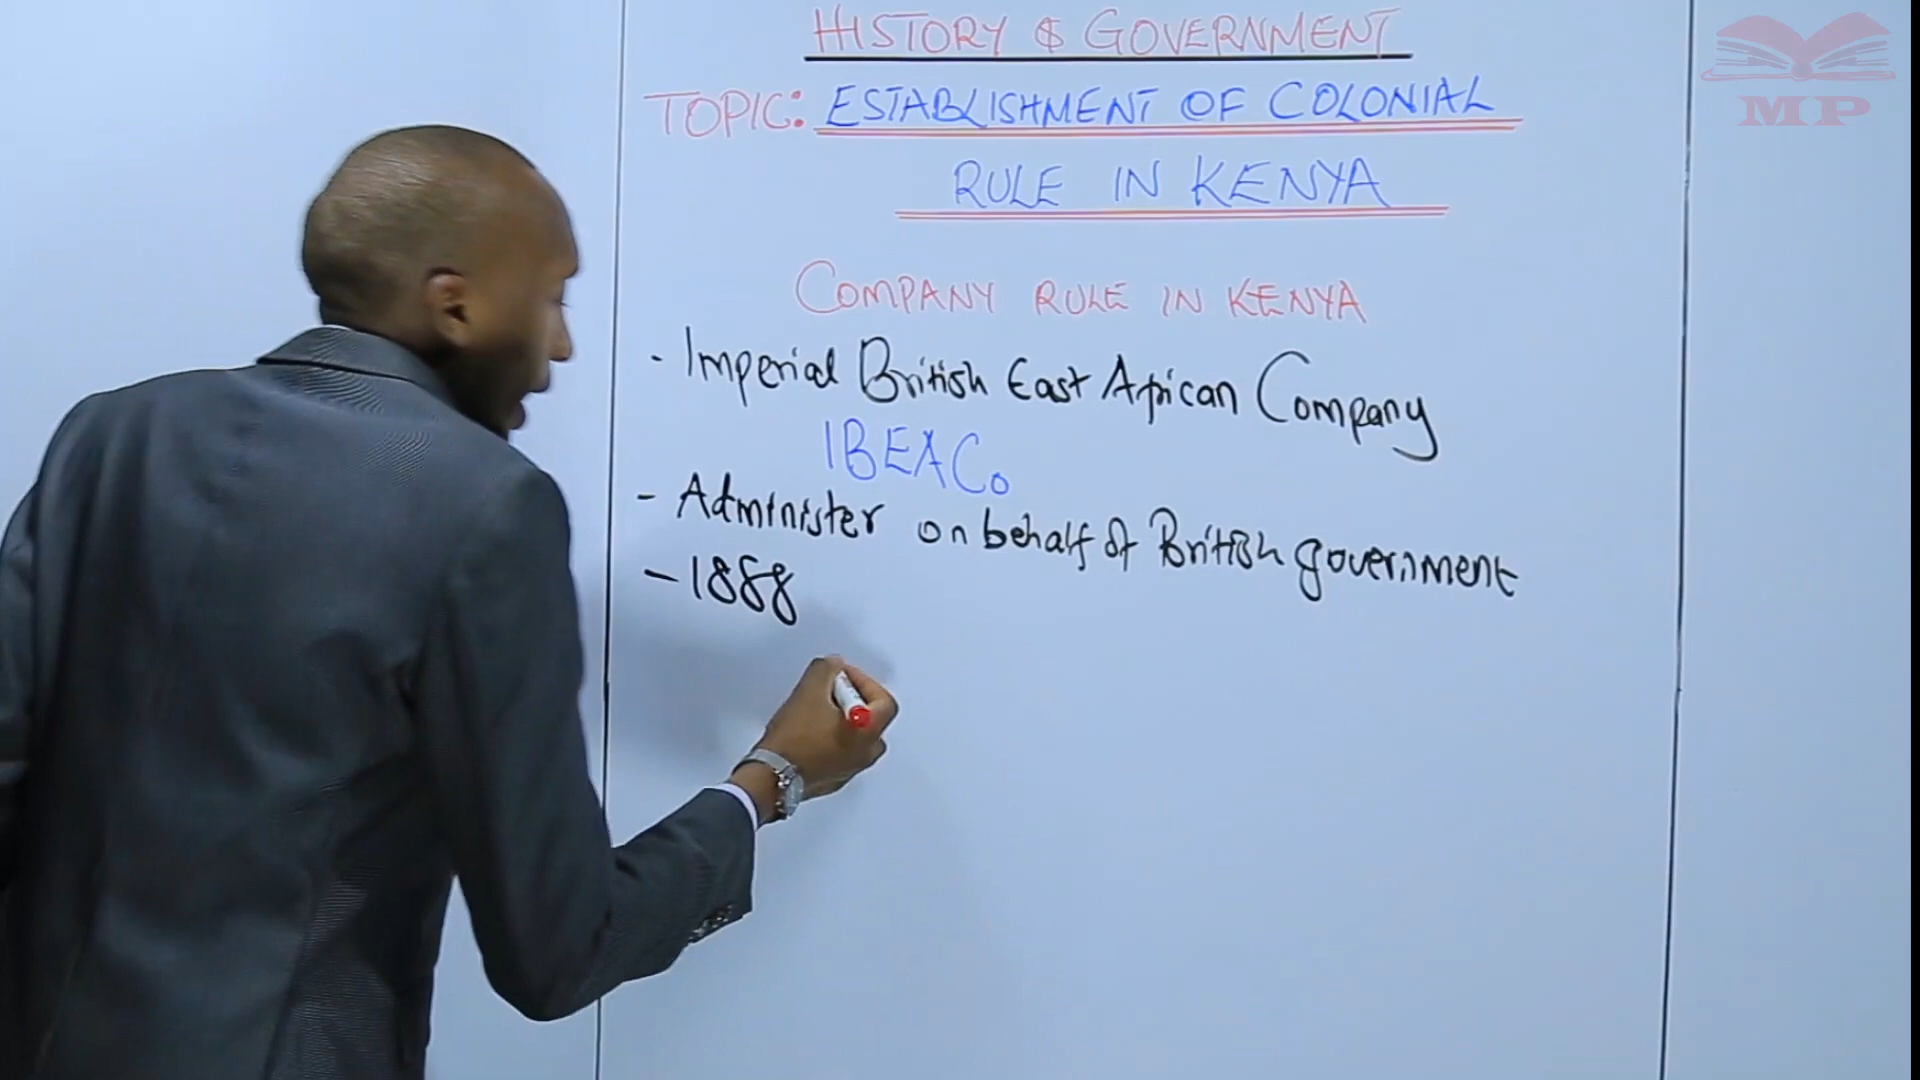 HISTORY & GOVERNMENT
TOPIC: ESTABLISHMENT OF COLONIAL
RULE IN KENYA
COMPANY RULE IN KENYA
- Imperial British East African Company
IBEACo
- Administer on behalf of British government
- 1888
MP